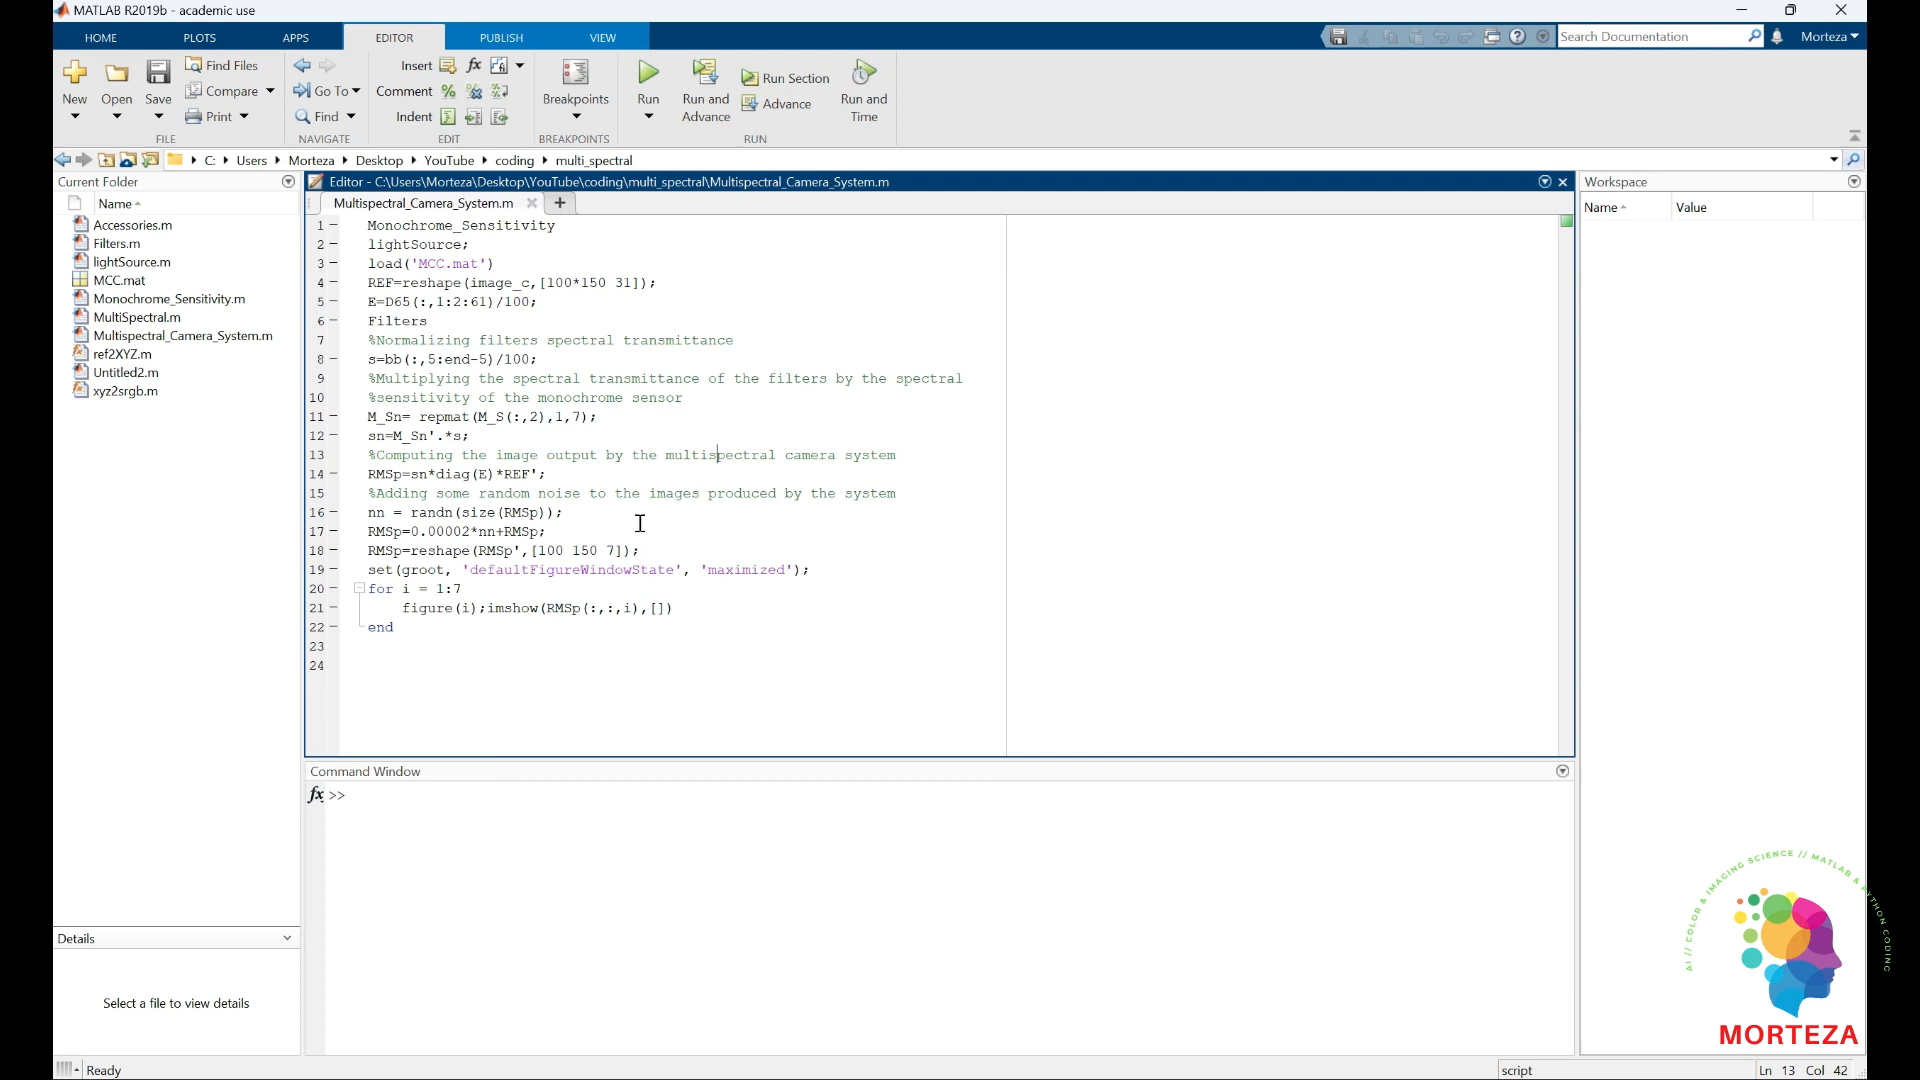 MATLAB R2019b - academic use
HOME PLOTS APPS EDITOR PUBLISH VIEW
Search Documentation
Morteza
New Open Save
Find Files
Compare
Print
FILE
Go To
Find
NAVIGATE
Insert
Comment
Indent
EDIT
Breakpoints
BREAKPOINTS
Run
Run and Advance
Run Section
Advance
Run and Time
RUN
C: Users Morteza Desktop YouTube coding multi_spectral
Current Folder
Name
Accessories.m
Filters.m
lightSource.m
MCC.mat
Monochrome_Sensitivity.m
MultiSpectral.m
Multispectral_Camera_System.m
ref2XYZ.m
Untitled2.m
xyz2srgb.m
Details
Select a file to view details
Editor - C:\Users\Morteza\Desktop\YouTube\coding\multi_spectral\Multispectral_Camera_System.m
Multispectral_Camera_System.m
1 Monochrome_Sensitivity
2 lightSource;
3 load('MCC.mat')
4 REF=reshape(image_c,[100*150 31]);
5 E=D65(:,1:2:61)/100;
6 Filters
7 %Normalizing filters spectral transmittance
8 s=bb(:,5:end-5)/100;
9 %Multiplying the spectral transmittance of the filters by the spectral
10 %sensitivity of the monochrome sensor
11 M_Sn= repmat(M_S(:,2),1,7);
12 sn=M_Sn'.*s;
13 %Computing the image output by the multispectral camera system
14 RMSp=sn*diag(E)*REF';
15 %Adding some random noise to the images produced by the system
16 nn = randn(size(RMSp));
17 RMSp=0.00002*nn+RMSp;
18 RMSp=reshape(RMSp',[100 150 7]);
19 set(groot, 'defaultFigureWindowState', 'maximized');
20 for i = 1:7
21 figure(i);imshow(RMSp(:,:,i),[])
22 end
23
24
Command Window
fx >>
Workspace
Name Value
AI // COLOR & IMAGING SCIENCE // MATLAB & PYTHON CODING
MORTEZA
Ready
script
Ln 13 Col 42